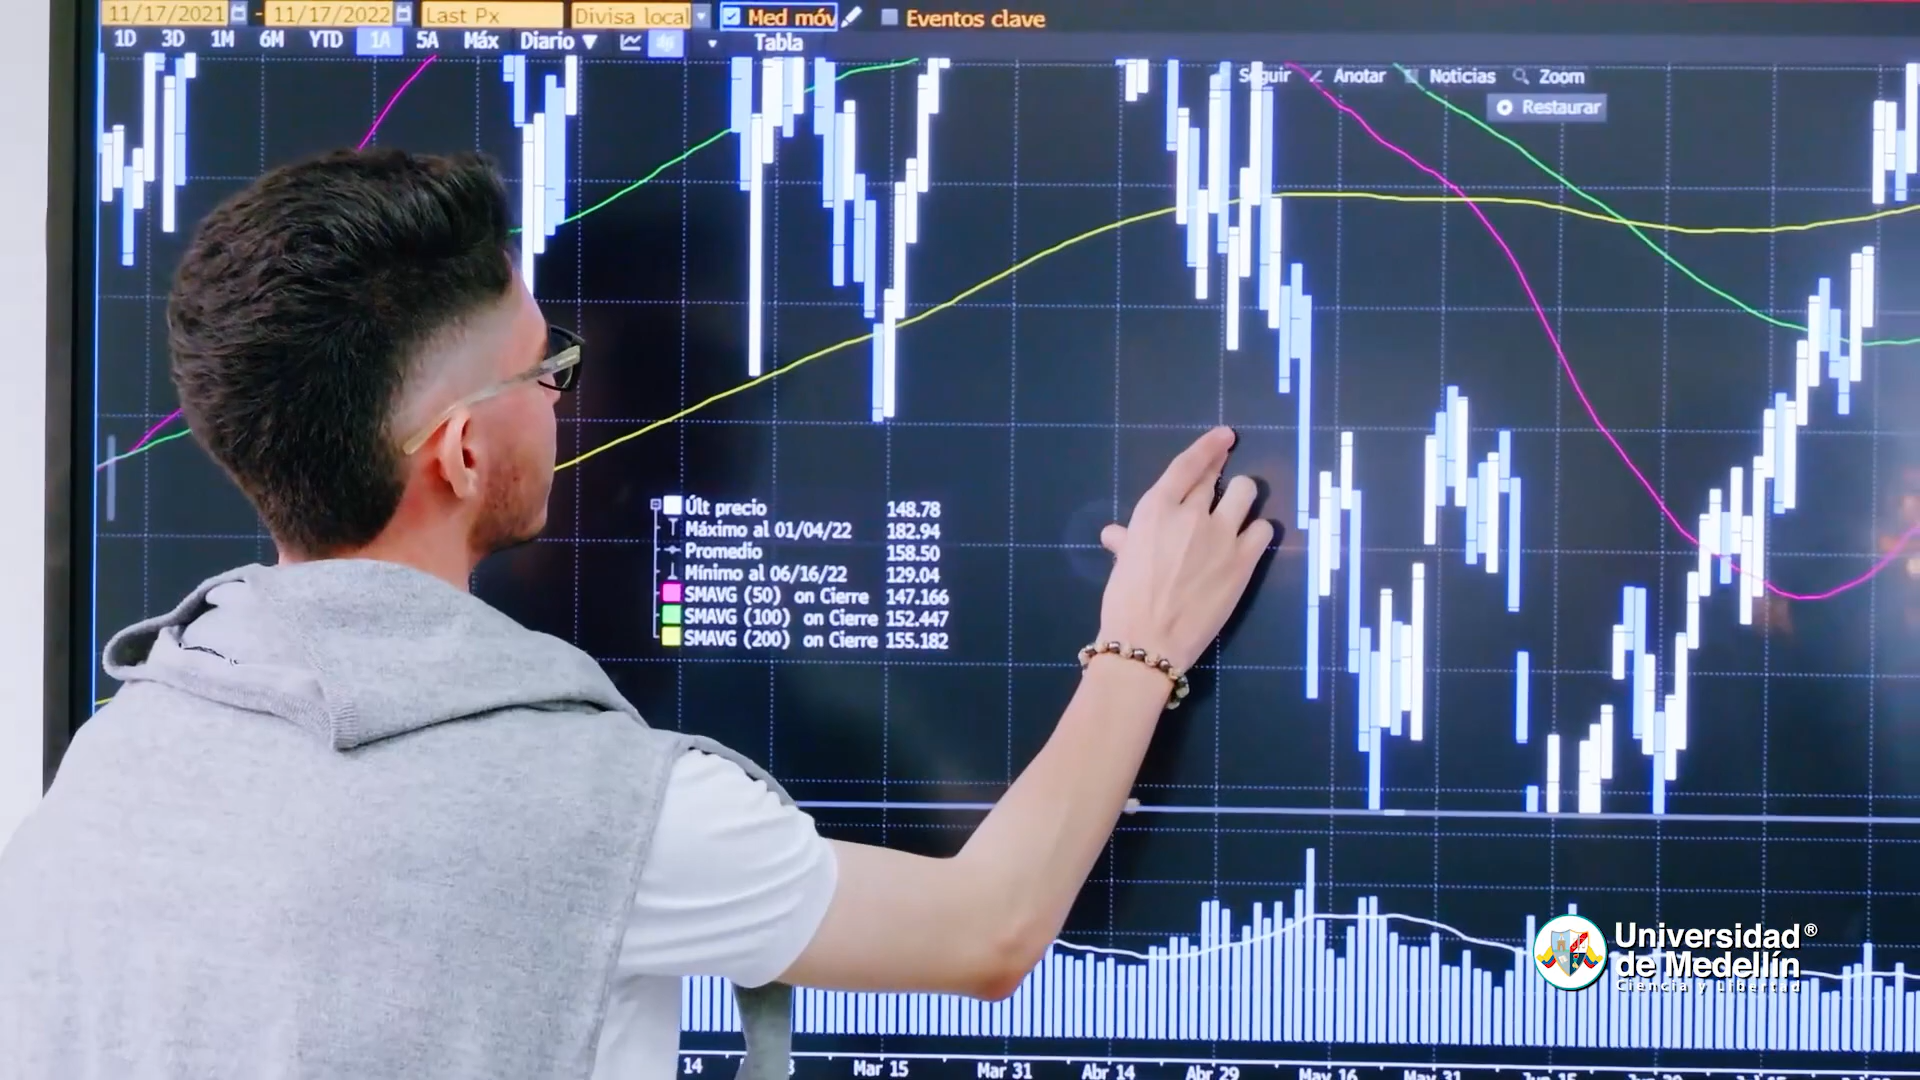 11/17/2021 - 11/17/2022 Last Px Divisa local Med móv Eventos clave
1D 3D 1M 6M YTD 1A 5A Máx Diario Tabla
Seguir Anotar Noticias Zoom
Restaurar
Últ precio 148.78
Máximo al 01/04/22 182.94
Promedio 158.50
Mínimo al 06/16/22 129.04
SMAVG (50) on Cierre 147.166
SMAVG (100) on Cierre 152.447
SMAVG (200) on Cierre 155.182
Universidad®
de Medellín
Ciencia y Libertad
14 Mar 15 Mar 31 Abr 14 Abr 29 May 16 May 31 Jun 15